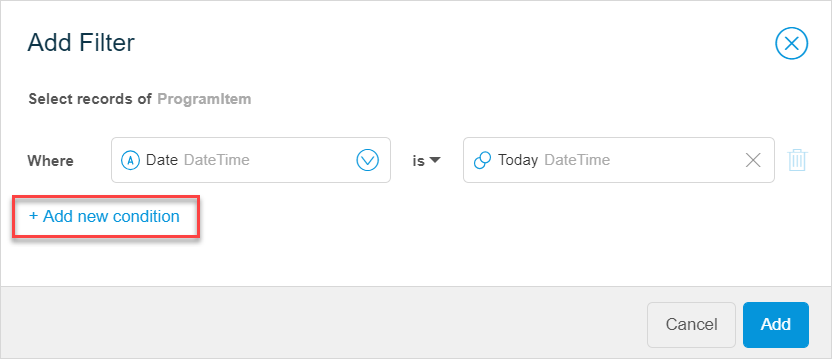 Add Filter
Select records of ProgramItem
Where A Date DateTime is Today DateTime
+ Add new condition
Cancel Add